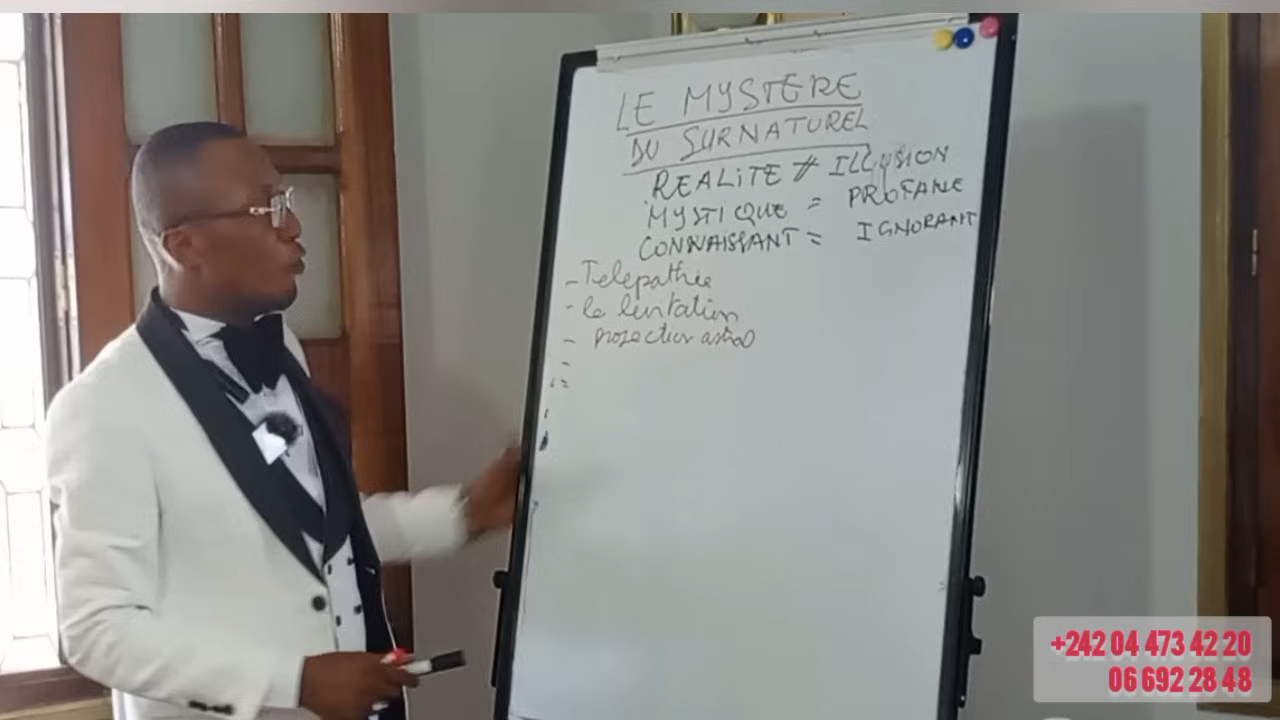 LE MYSTERE
DU SURNATUREL
REALITE ≠ ILLUSION
MYSTIQUE = PROFANE
CONNAISSANT = IGNORANT
- Telepathie
- la levitation
- projection astral
-
+242 04 473 42 20
06 692 28 48